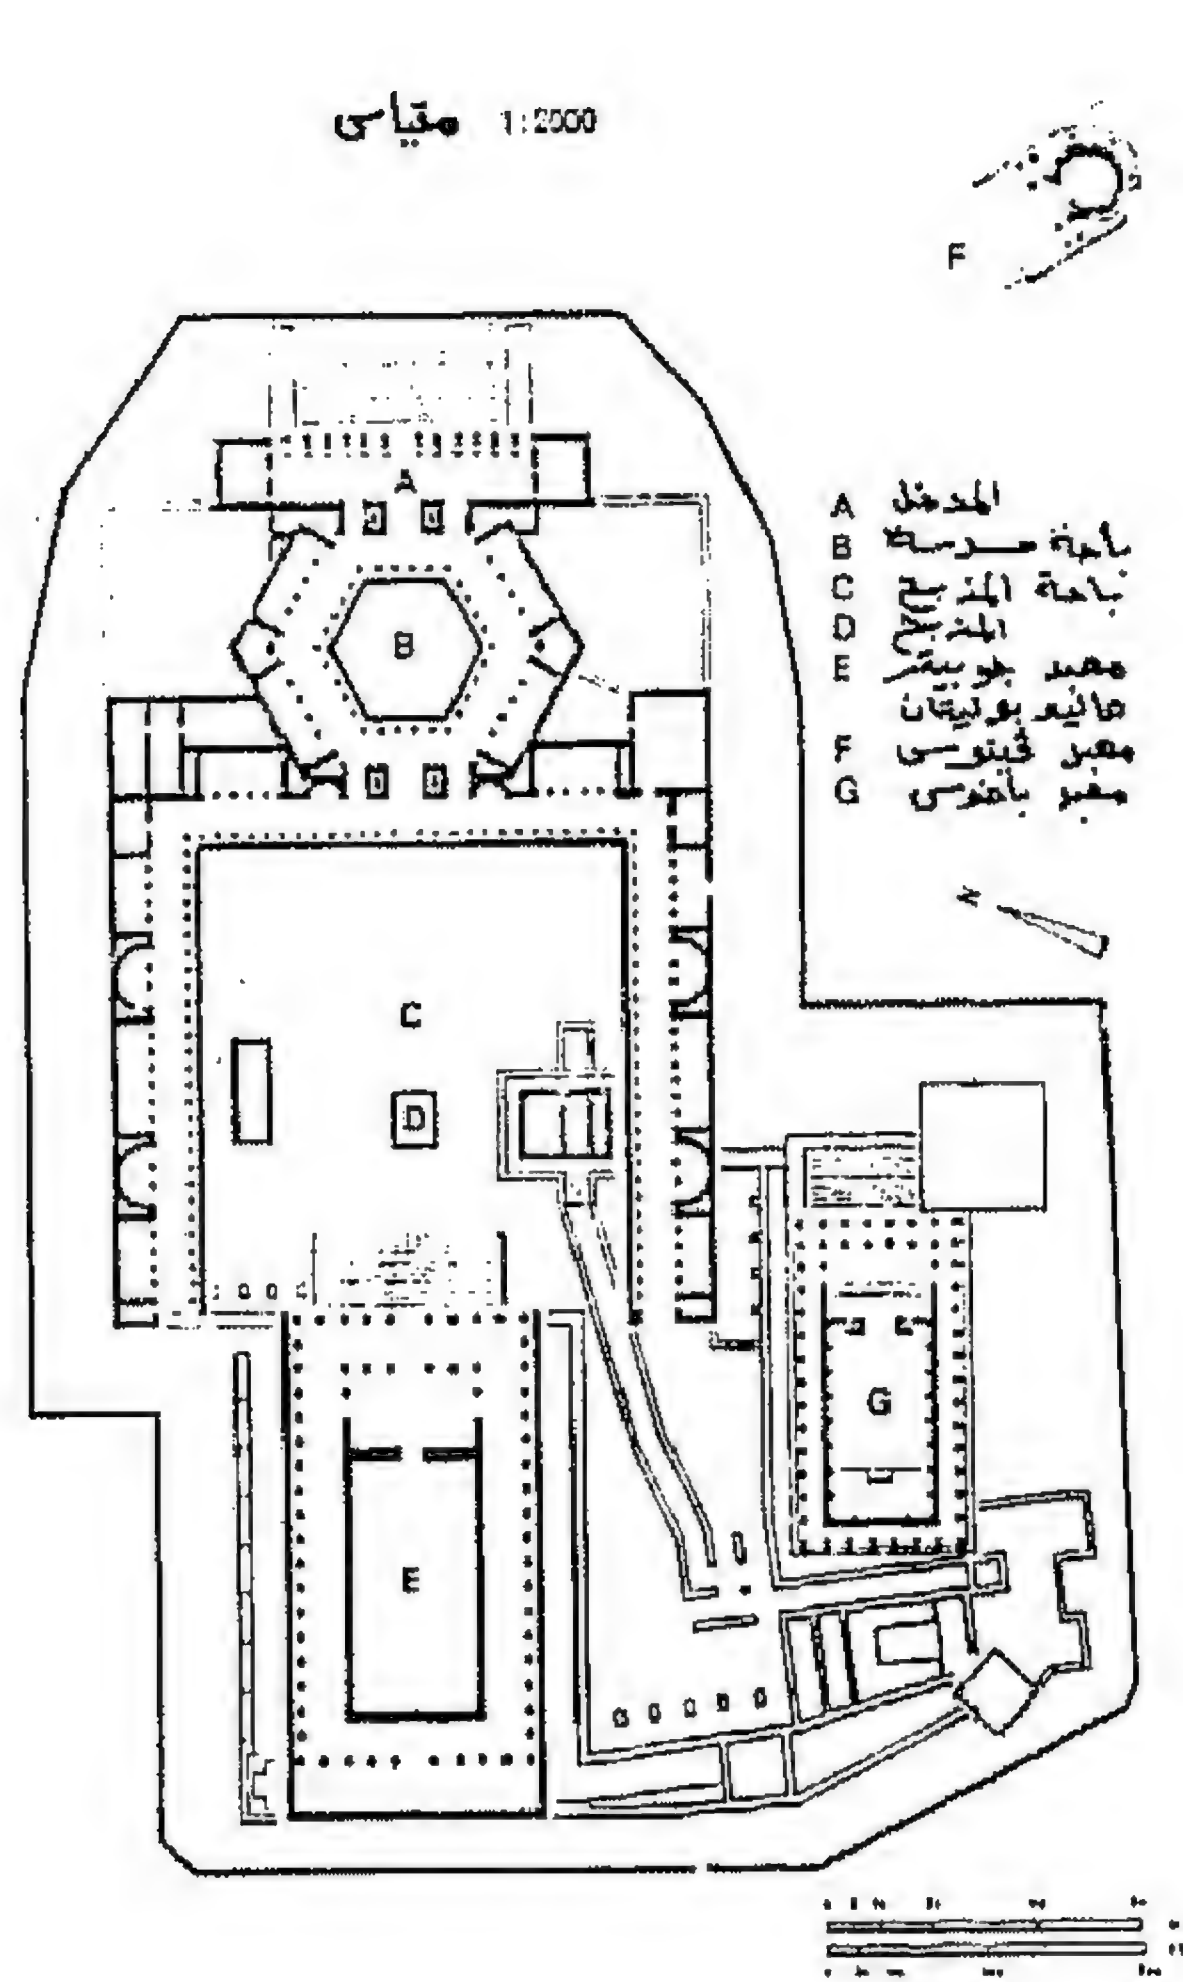 مقياس 1:2000
F
A
B
C
D
E
G
N
A المدخل
B باحة مسدسة
C باحة المذبح
D المذبح
E معبد جوبيتر
هاليوبوليتان
F معبد فينوس
G معبد باخوس